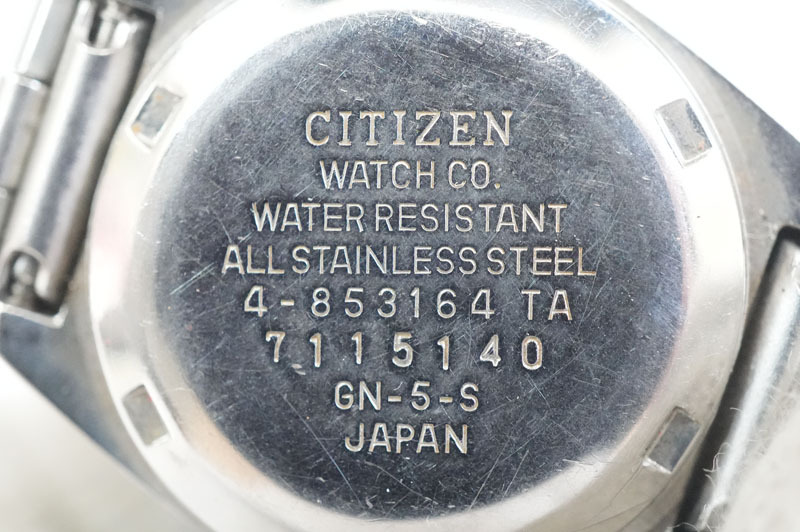 CITIZEN
WATCH CO.
WATER RESISTANT
ALL STAINLESS STEEL
4-853164 TA
7115140
GN-5-S
JAPAN